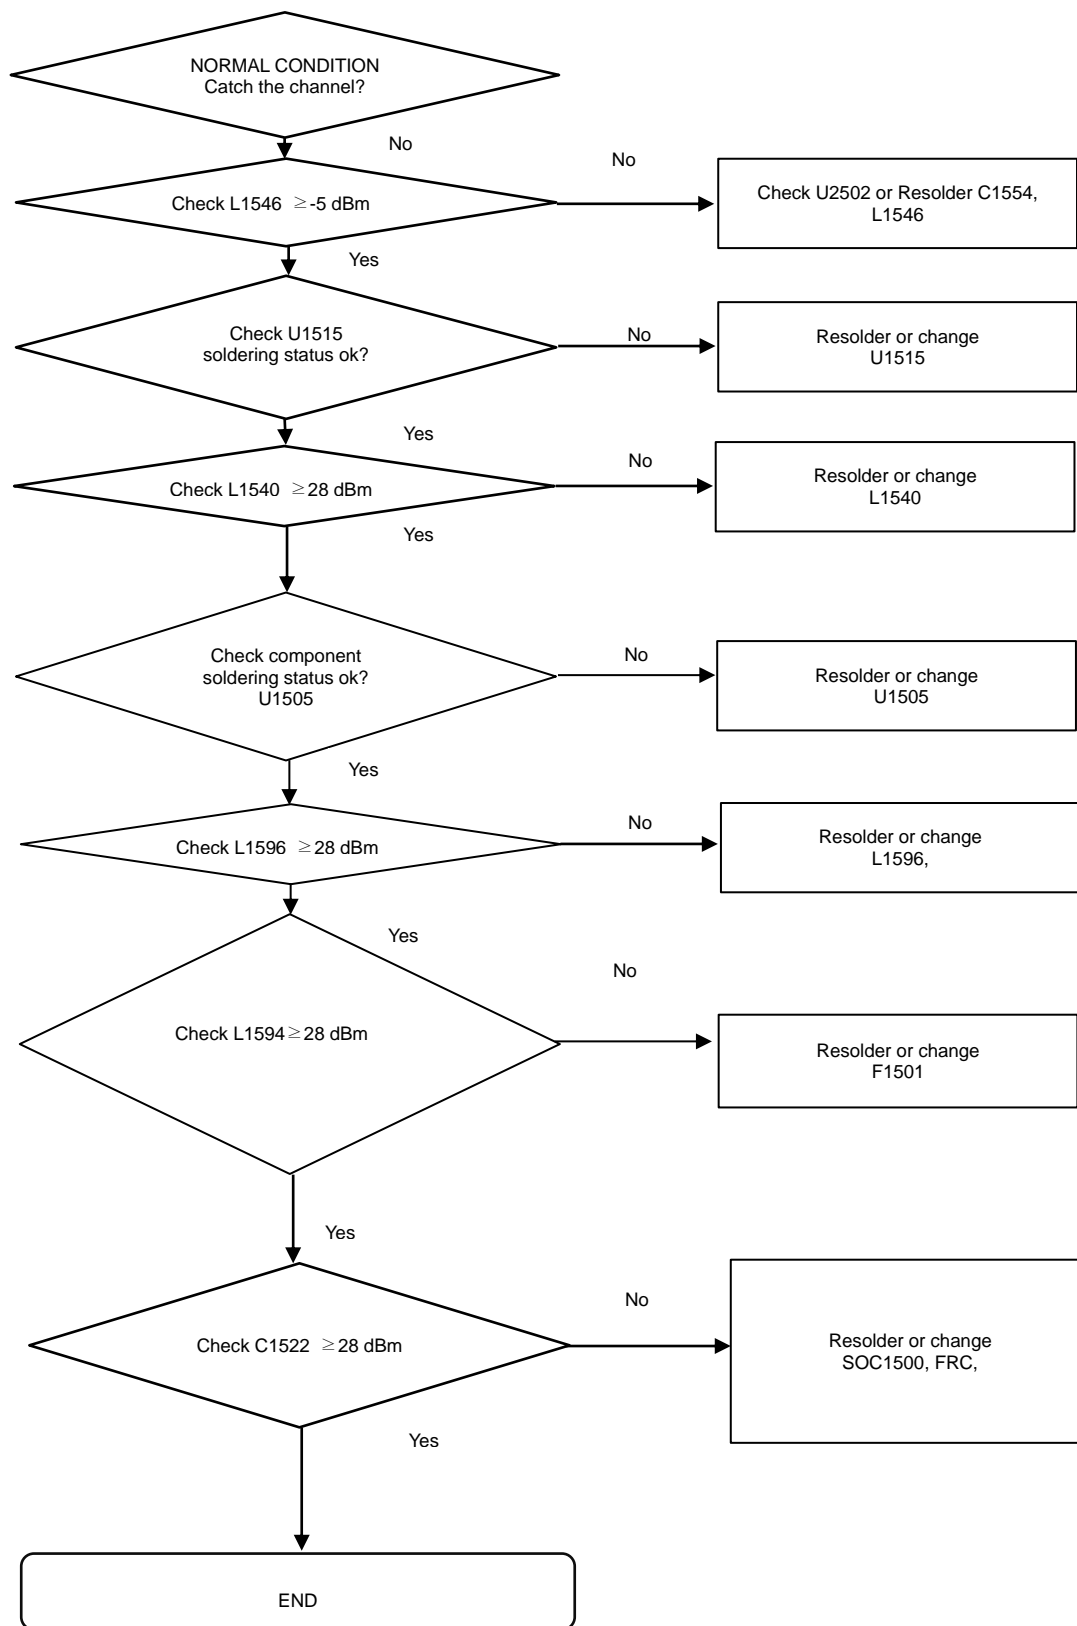 NORMAL CONDITION
Catch the channel?
No
No
Check L1546 ≥-5 dBm
Check U2502 or Resolder C1554,
L1546
Yes
Check U1515
soldering status ok?
No
Resolder or change
U1515
Yes
Check L1540 ≥28 dBm
No
Resolder or change
L1540
Yes
Check component
soldering status ok?
U1505
No
Resolder or change
U1505
Yes
Check L1596 ≥28 dBm
No
Resolder or change
L1596,
Yes
No
Check L1594≥28 dBm
Resolder or change
F1501
Yes
No
Check C1522 ≥28 dBm
Resolder or change
SOC1500, FRC,
Yes
END